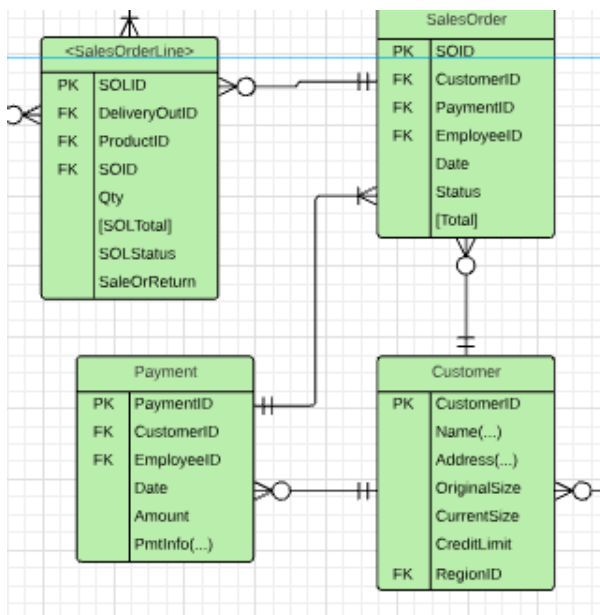 SalesOrder
PK SOID
FK CustomerID
FK PaymentID
FK EmployeeID
Date
Status
[Total]
<SalesOrderLine>
PK SOLID
FK DeliveryOutID
FK ProductID
FK SOID
Qty
[SOLTotal]
SOLStatus
SaleOrReturn
Payment
PK PaymentID
FK CustomerID
FK EmployeeID
Date
Amount
PmtInfo(...)
Customer
PK CustomerID
Name(...)
Address(...)
OriginalSize
CurrentSize
CreditLimit
FK RegionID